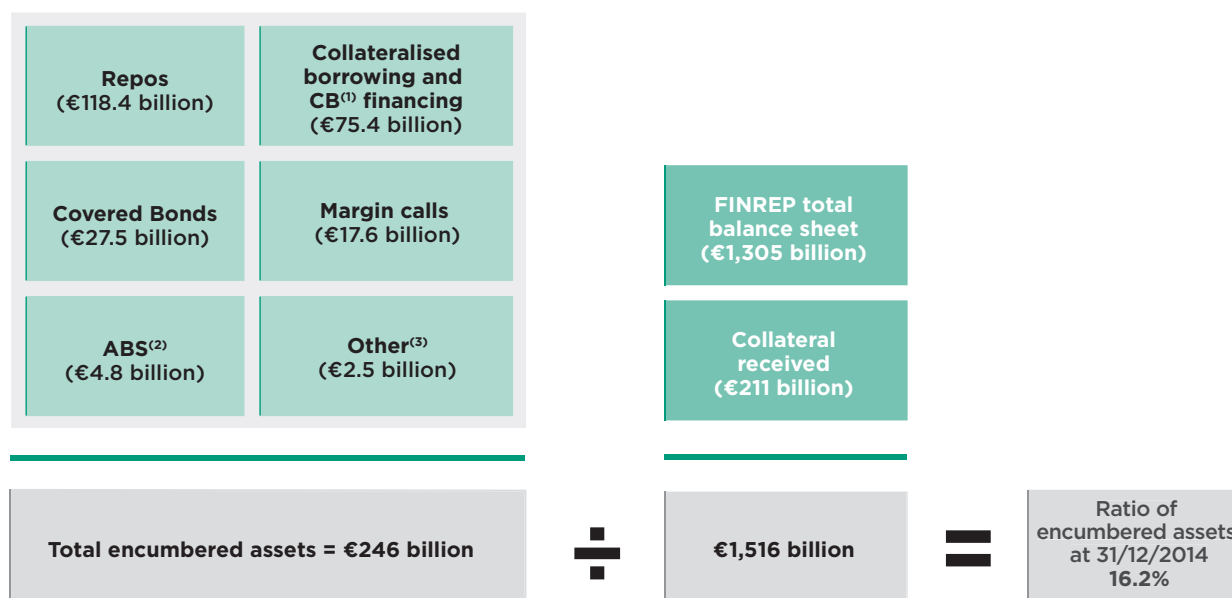 Repos
(€118.4 billion)
Collateralised
borrowing and
CB(1) financing
(€75.4 billion)
Covered Bonds
(€27.5 billion)
Margin calls
(€17.6 billion)
ABS(2)
(€4.8 billion)
Other(3)
(€2.5 billion)
FINREP total
balance sheet
(€1,305 billion)
Collateral
received
(€211 billion)
Total encumbered assets = €246 billion
÷
€1,516 billion
=
Ratio of
encumbered assets
at 31/12/2014
16.2%